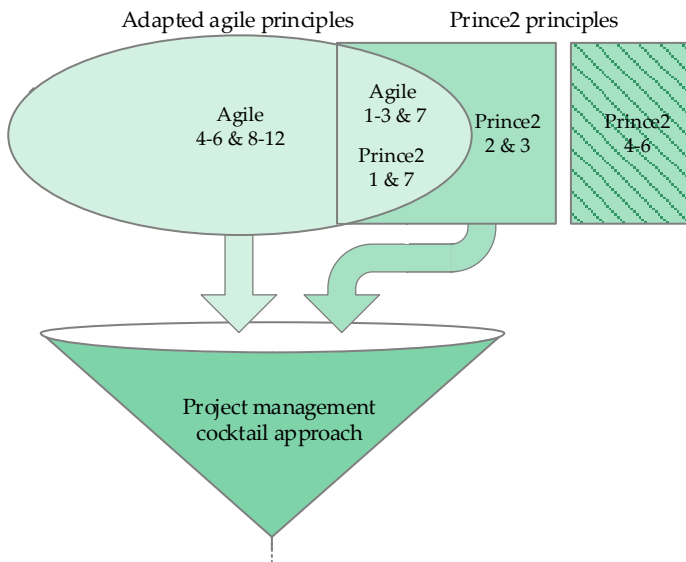 Adapted agile principles
Prince2 principles
Agile
4-6 & 8-12
Agile
1-3 & 7
Prince2
1 & 7
Prince2
2 & 3
Prince2
4-6
Project management
cocktail approach